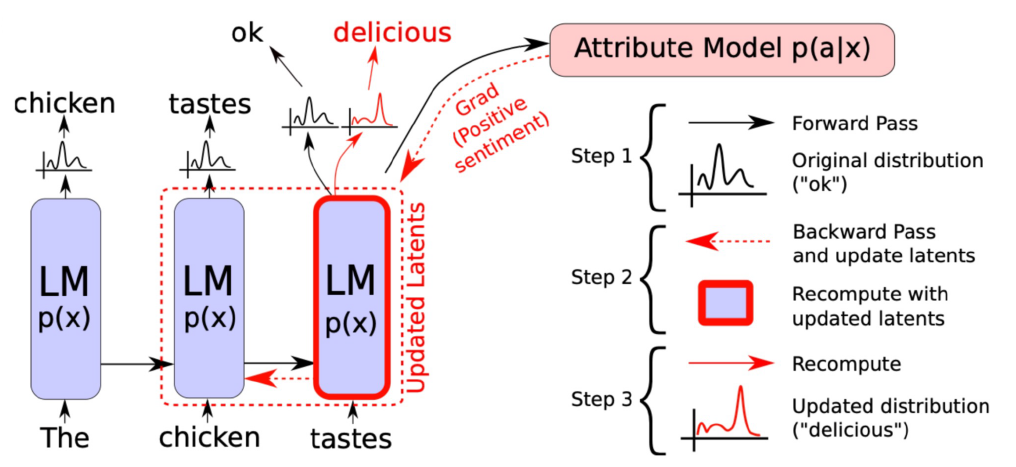 ok
delicious
Attribute Model p(a|x)
chicken
tastes
Grad
(Positive
sentiment)
LM
p(x)
LM
p(x)
LM
p(x)
Updated Latents
The
chicken
tastes
Step 1
Forward Pass
Original distribution
("ok")
Step 2
Backward Pass
and update latents
Recompute with
updated latents
Step 3
Recompute
Updated distribution
("delicious")